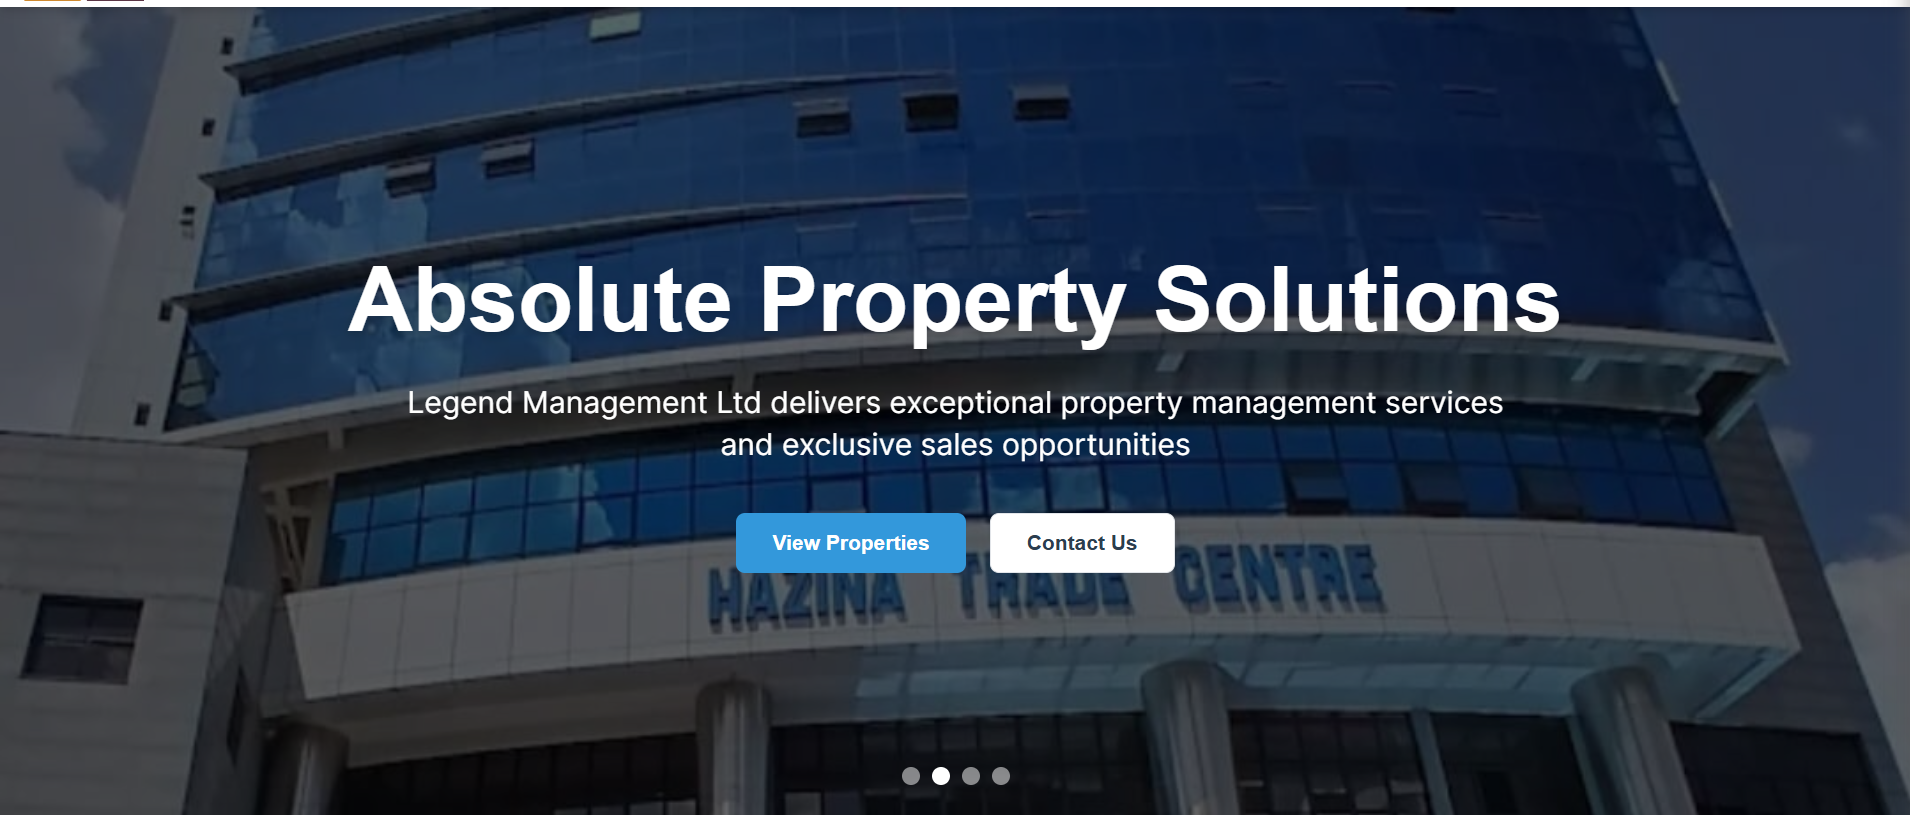 Absolute Property Solutions
Legend Management Ltd delivers exceptional property management services
and exclusive sales opportunities
View Properties
Contact Us
HAZINA TRADE CENTRE